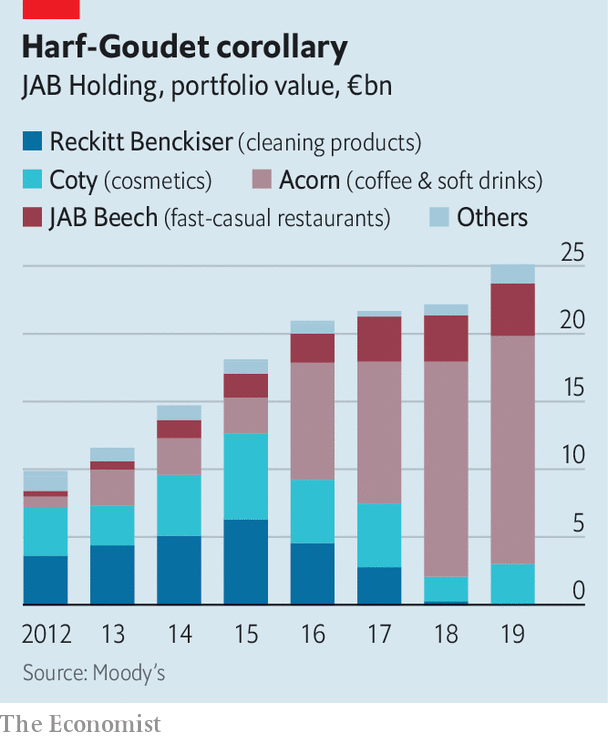 Harf-Goudet corollary
JAB Holding, portfolio value, €bn
Reckitt Benckiser (cleaning products)
Coty (cosmetics) Acorn (coffee & soft drinks)
JAB Beech (fast-casual restaurants) Others
25
20
15
10
5
0
2012 13 14 15 16 17 18 19
Source: Moody's
The Economist